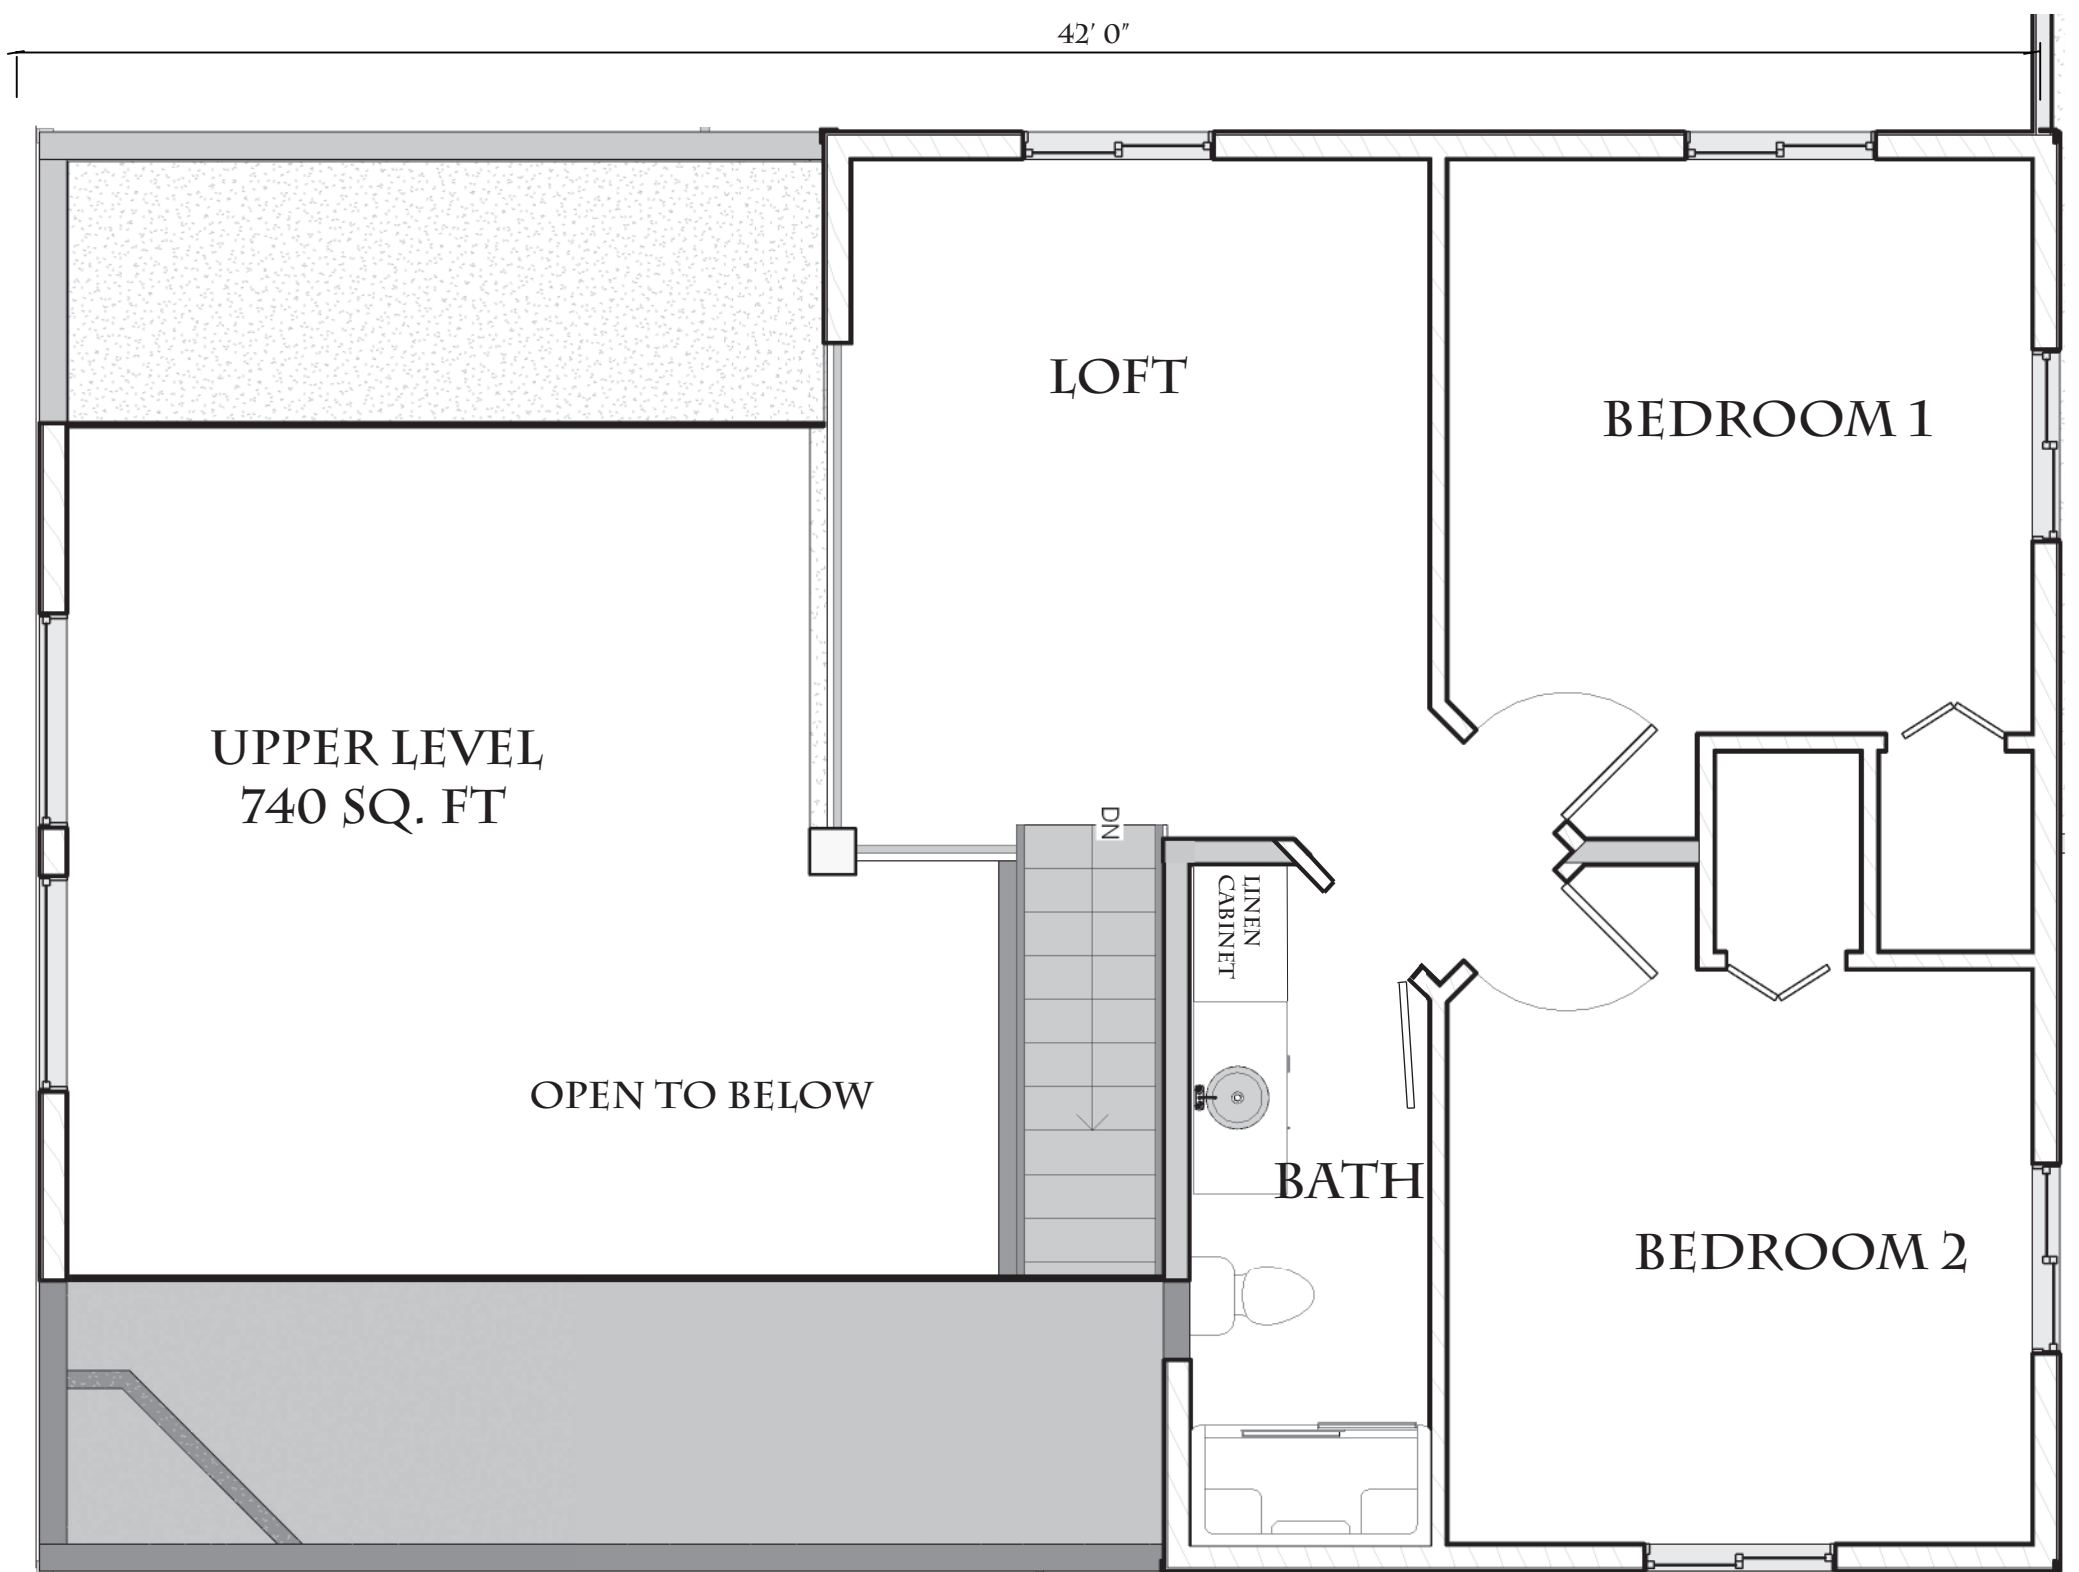 42' 0"
LOFT
BEDROOM 1
UPPER LEVEL
740 SQ. FT
DN
LINEN
CABINET
OPEN TO BELOW
BATH
BEDROOM 2